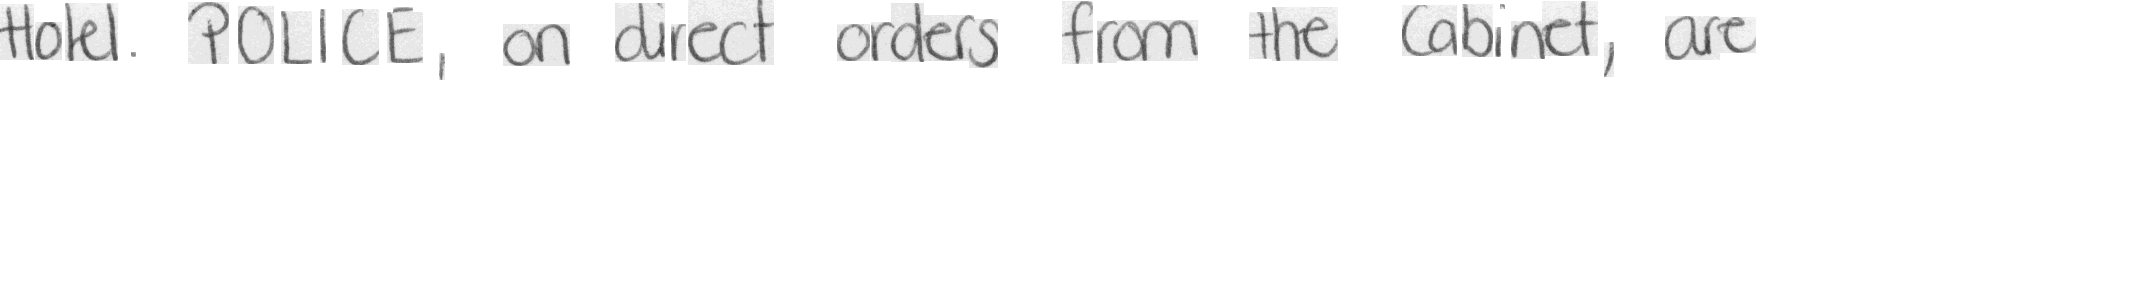 Hotel. POLICE, on direct orders from the Cabinet, are